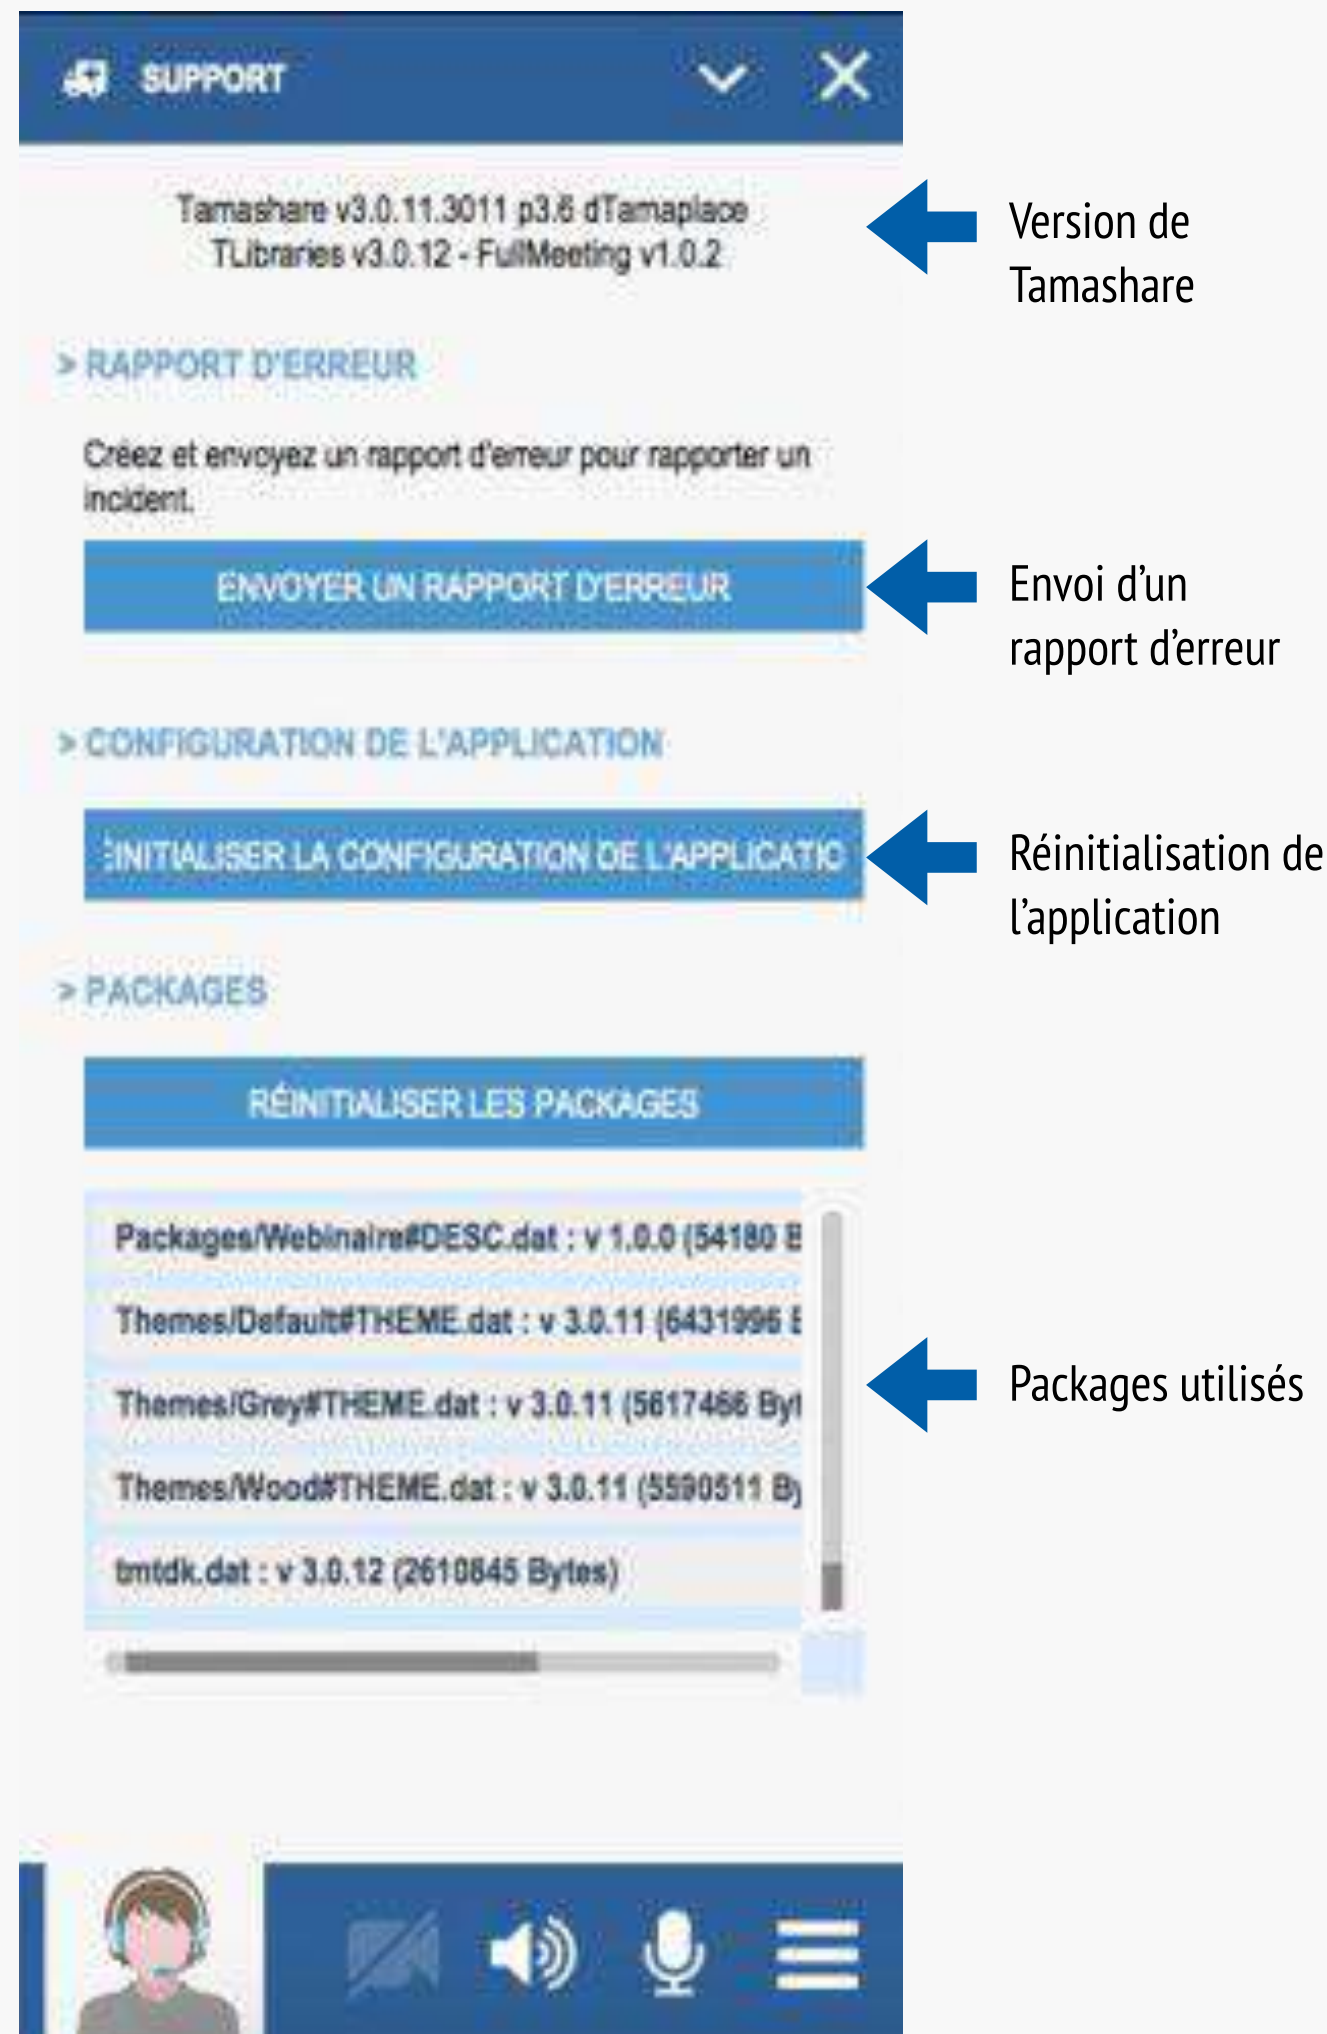 SUPPORT
Tamashare v3.0.11.3011 p3.6 dTamaplace
TLibraries v3.0.12 - FullMeeting v1.0.2
Version de
Tamashare
> RAPPORT D'ERREUR
Créez et envoyez un rapport d'erreur pour rapporter un
incident.
ENVOYER UN RAPPORT D'ERREUR
Envoi d’un
rapport d’erreur
> CONFIGURATION DE L'APPLICATION
ÉINITIALISER LA CONFIGURATION DE L'APPLICATIO
Réinitialisation de
l’application
> PACKAGES
RÉINITIALISER LES PACKAGES
Packages/Webinaire#DESC.dat : v 1.0.0 (54180 B
Themes/Default#THEME.dat : v 3.0.11 (6431996 B
Themes/Grey#THEME.dat : v 3.0.11 (5617466 Byt
Themes/Wood#THEME.dat : v 3.0.11 (5590511 By
tmtdk.dat : v 3.0.12 (2610845 Bytes)
Packages utilisés